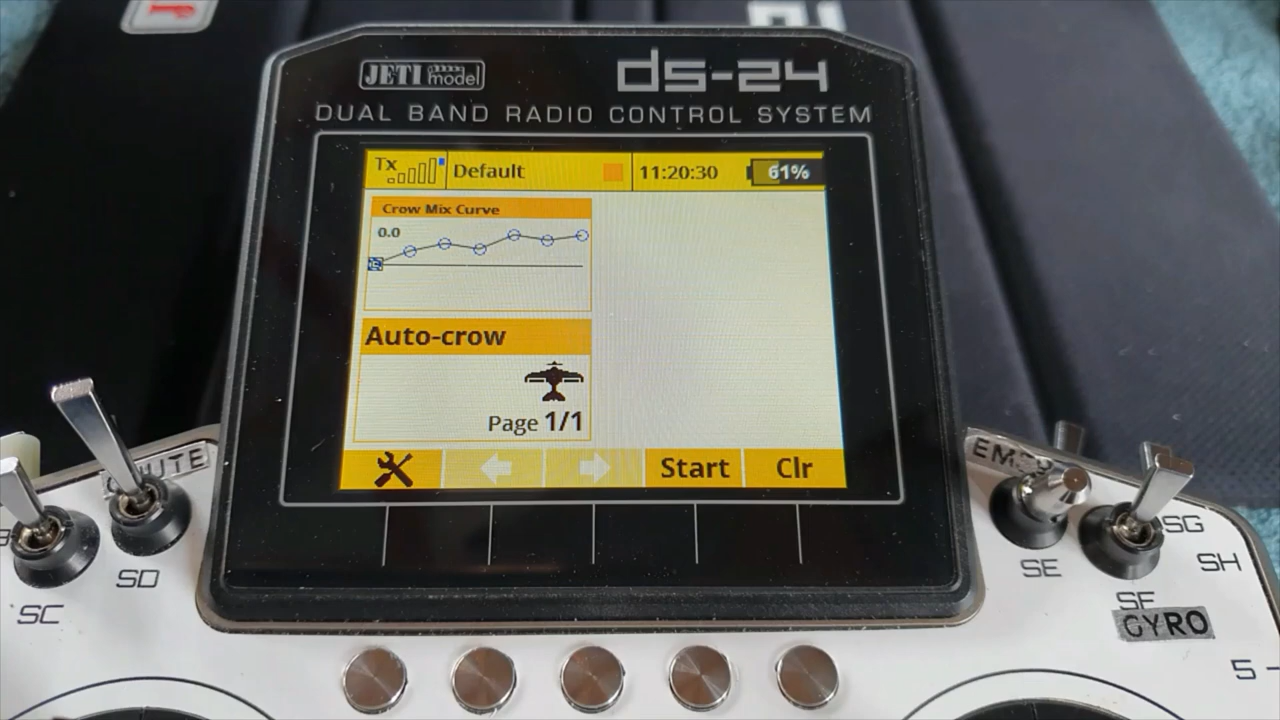 JETI model
ds-24
DUAL BAND RADIO CONTROL SYSTEM
Tx
Default
11:20:30
61%
Crow Mix Curve
0.0
Auto-crow
Page 1/1
Start
Clr
SD
SC
SE
SG
SH
SF
GYRO
5 -